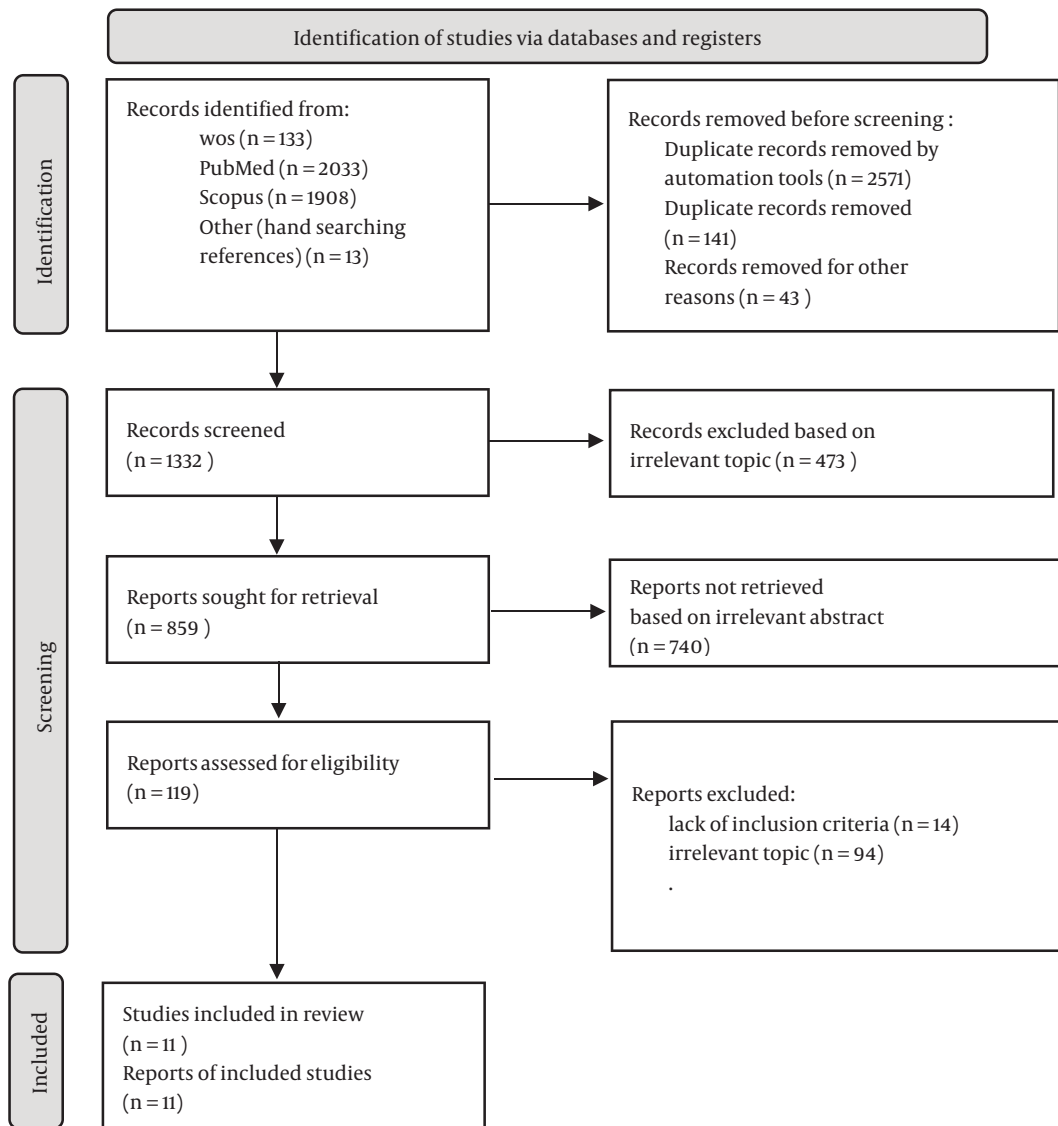 Identification of studies via databases and registers
Identification
Records identified from:
wos (n = 133)
PubMed (n = 2033)
Scopus (n = 1908)
Other (hand searching
references) (n = 13)
Records removed before screening :
Duplicate records removed by
automation tools (n = 2571)
Duplicate records removed
(n = 141)
Records removed for other
reasons (n = 43 )
Screening
Records screened
(n = 1332 )
Records excluded based on
irrelevant topic (n = 473 )
Reports sought for retrieval
(n = 859 )
Reports not retrieved
based on irrelevant abstract
(n = 740)
Reports assessed for eligibility
(n = 119)
Reports excluded:
lack of inclusion criteria (n = 14)
irrelevant topic (n = 94)
.
Included
Studies included in review
(n = 11 )
Reports of included studies
(n = 11)